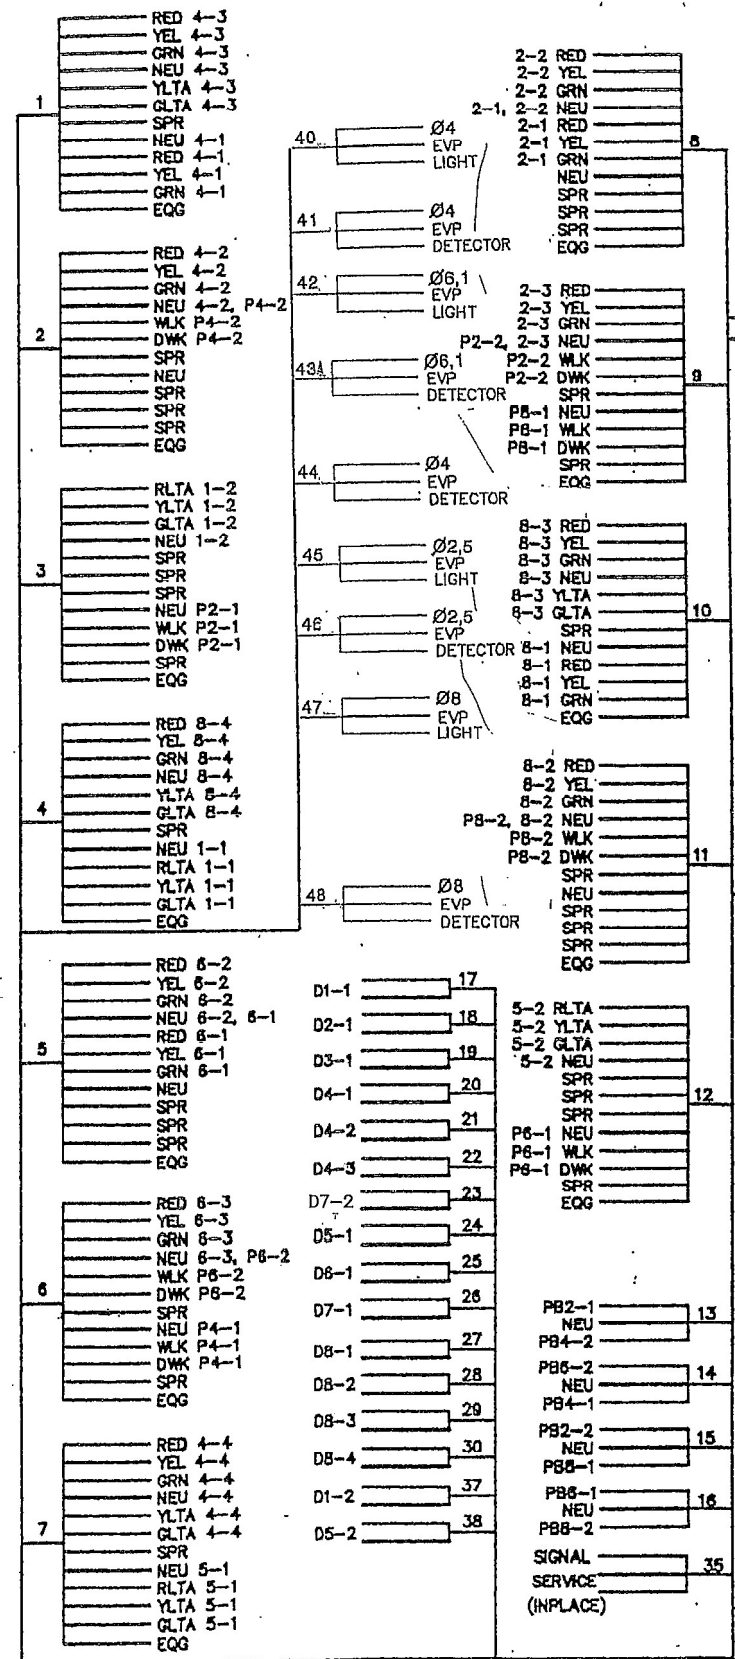 1
RED 4-3
YEL 4-3
GRN 4-3
NEU 4-3
YLTA 4-3
GLTA 4-3
SPR
NEU 4-1
RED 4-1
YEL 4-1
GRN 4-1
EQG
2
RED 4-2
YEL 4-2
GRN 4-2
NEU 4-2, P4-2
WLK P4-2
DWK P4-2
SPR
NEU
SPR
SPR
SPR
EQG
3
RLTA 1-2
YLTA 1-2
GLTA 1-2
NEU 1-2
SPR
SPR
SPR
NEU P2-1
WLK P2-1
DWK P2-1
SPR
EQG
4
RED 8-4
YEL 8-4
GRN 8-4
NEU 8-4
YLTA 8-4
GLTA 8-4
SPR
NEU 1-1
RLTA 1-1
YLTA 1-1
GLTA 1-1
EQG
5
RED 6-2
YEL 6-2
GRN 6-2
NEU 6-2, 6-1
RED 6-1
YEL 6-1
GRN 6-1
NEU
SPR
SPR
SPR
EQG
6
RED 6-3
YEL 6-3
GRN 6-3
NEU 6-3, P6-2
WLK P6-2
DWK P6-2
SPR
NEU P4-1
WLK P4-1
DWK P4-1
SPR
EQG
7
RED 4-4
YEL 4-4
GRN 4-4
NEU 4-4
YLTA 4-4
GLTA 4-4
SPR
NEU 5-1
RLTA 5-1
YLTA 5-1
GLTA 5-1
EQG
40
Ø4
EVP
LIGHT
41
Ø4
EVP
DETECTOR
42
Ø6,1
EVP
LIGHT
43
Ø6,1
EVP
DETECTOR
44
Ø4
EVP
DETECTOR
45
Ø2,5
EVP
LIGHT
46
Ø2,5
EVP
DETECTOR
47
Ø8
EVP
LIGHT
48
Ø8
EVP
DETECTOR
D1-1 17
D2-1 18
D3-1 19
D4-1 20
D4-2 21
D4-3 22
D7-2 23
D5-1 24
D6-1 25
D7-1 26
D8-1 27
D8-2 28
D8-3 29
D8-4 30
D1-2 37
D5-2 38
2-2 RED
2-2 YEL
2-2 GRN
2-1, 2-2 NEU
2-1 RED
2-1 YEL
2-1 GRN
NEU
SPR
SPR
SPR
EQG
8
2-3 RED
2-3 YEL
2-3 GRN
P2-2, 2-3 NEU
P2-2 WLK
P2-2 DWK
SPR
P8-1 NEU
P8-1 WLK
P8-1 DWK
SPR
EQG
9
8-3 RED
8-3 YEL
8-3 GRN
8-3 NEU
8-3 YLTA
8-3 GLTA
SPR
8-1 NEU
8-1 RED
8-1 YEL
8-1 GRN
EQG
10
8-2 RED
8-2 YEL
8-2 GRN
P8-2, 8-2 NEU
P8-2 WLK
P8-2 DWK
SPR
NEU
SPR
SPR
SPR
EQG
11
5-2 RLTA
5-2 YLTA
5-2 GLTA
5-2 NEU
SPR
SPR
SPR
P6-1 NEU
P6-1 WLK
P6-1 DWK
SPR
EQG
12
PB2-1
NEU
PB4-2
13
PB6-2
NEU
PB4-1
14
PB2-2
NEU
PB8-1
15
PB6-1
NEU
PB8-2
16
SIGNAL
SERVICE
(INPLACE)
35